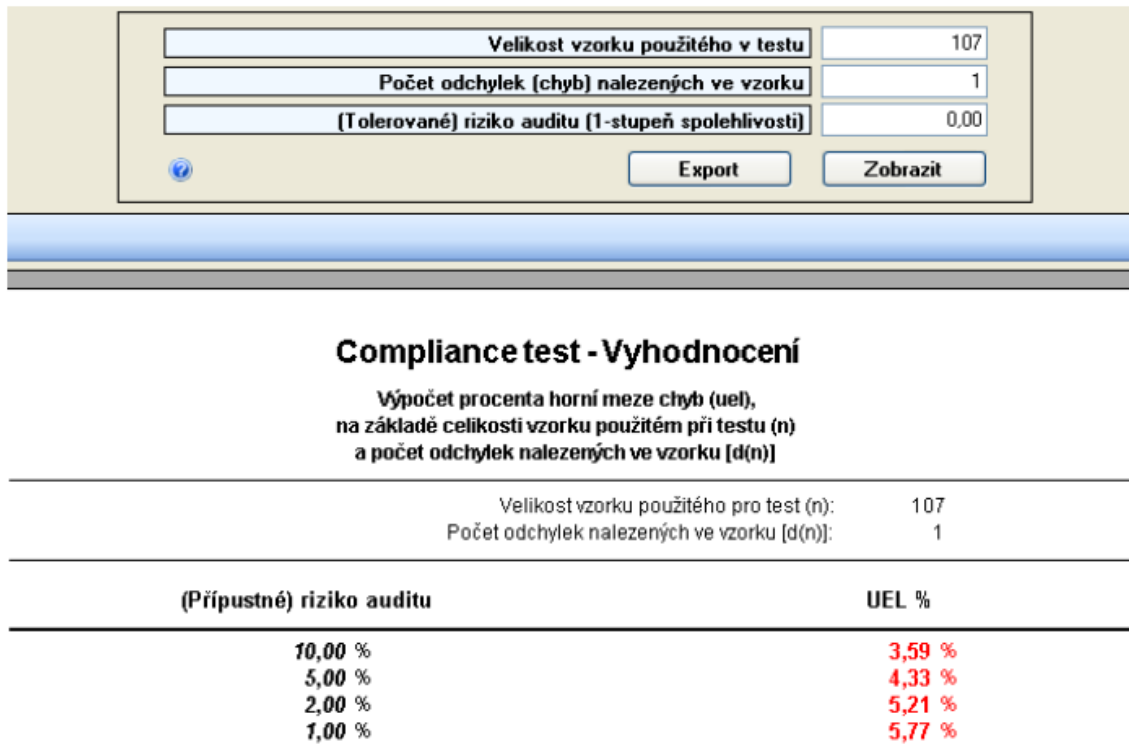 Velikost vzorku použitého v testu 107
Počet odchylek (chyb) nalezených ve vzorku 1
(Tolerované) riziko auditu (1-stupeň spolehlivosti) 0,00
Export Zobrazit
Compliance test - Vyhodnocení
Výpočet procenta horní meze chyb (uel),
na základě celikosti vzorku použitém při testu (n)
a počet odchylek nalezených ve vzorku [d(n)]
Velikost vzorku použitého pro test (n): 107
Počet odchylek nalezených ve vzorku [d(n)]: 1
(Přípustné) riziko auditu UEL %
10,00 % 3,59 %
5,00 % 4,33 %
2,00 % 5,21 %
1,00 % 5,77 %